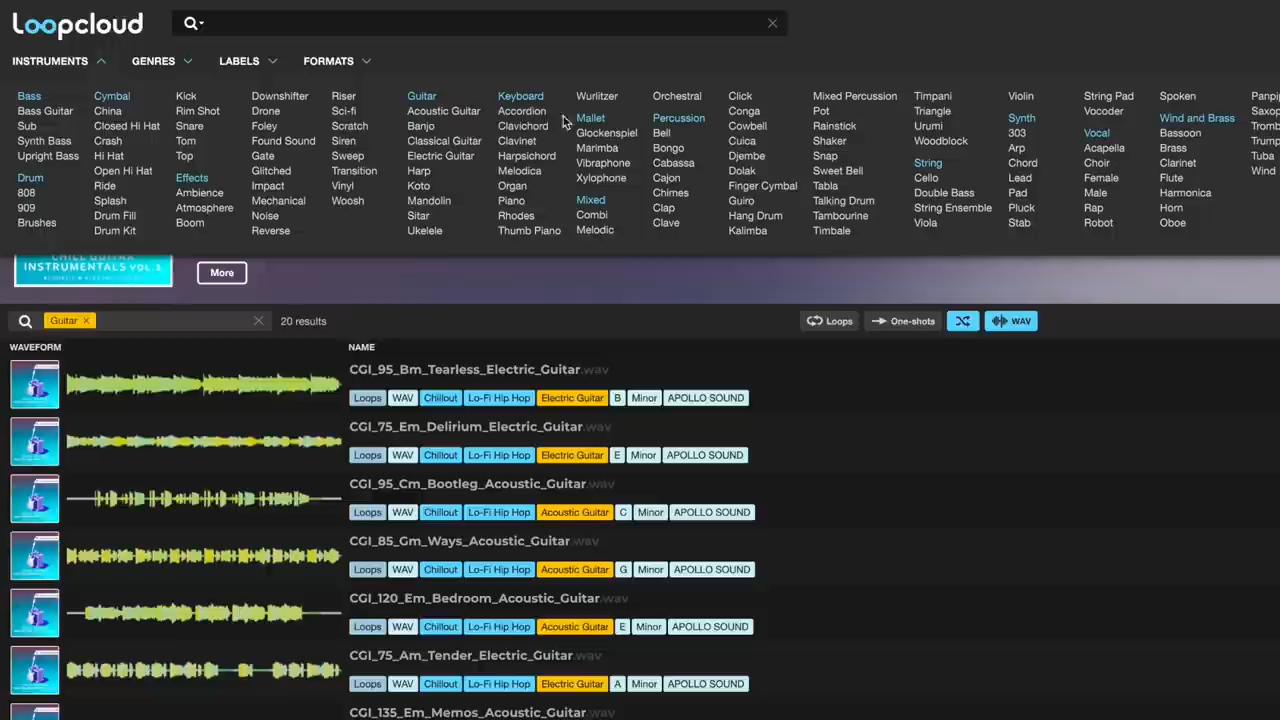 Loopcloud
INSTRUMENTS GENRES LABELS FORMATS
Bass
Bass Guitar
Sub
Synth Bass
Upright Bass
Drum
808
909
Brushes
Cymbal
China
Closed Hi Hat
Crash
Hi Hat
Open Hi Hat
Ride
Splash
Drum Fill
Drum Kit
Kick
Rim Shot
Snare
Tom
Top
Effects
Ambience
Atmosphere
Boom
Downshifter
Drone
Foley
Found Sound
Gate
Glitched
Impact
Mechanical
Noise
Reverse
Riser
Sci-fi
Scratch
Siren
Sweep
Transition
Vinyl
Woosh
Guitar
Acoustic Guitar
Banjo
Classical Guitar
Electric Guitar
Harp
Koto
Mandolin
Sitar
Ukelele
Keyboard
Accordion
Clavichord
Clavinet
Harpsichord
Melodica
Organ
Piano
Rhodes
Thumb Piano
Wurlitzer
Mallet
Glockenspiel
Marimba
Vibraphone
Xylophone
Mixed
Combi
Melodic
Orchestral
Percussion
Bell
Bongo
Cabassa
Cajon
Chimes
Clap
Clave
Click
Conga
Cowbell
Cuica
Djembe
Dolak
Finger Cymbal
Guiro
Hang Drum
Kalimba
Mixed Percussion
Pot
Rainstick
Shaker
Snap
Sweet Bell
Tabla
Talking Drum
Tambourine
Timbale
Timpani
Triangle
Urumi
Woodblock
String
Cello
Double Bass
String Ensemble
Viola
Violin
Synth
303
Arp
Chord
Lead
Pad
Pluck
Stab
String Pad
Vocoder
Vocal
Acapella
Choir
Female
Male
Rap
Robot
Spoken
Wind and Brass
Bassoon
Brass
Clarinet
Flute
Harmonica
Horn
Oboe
Panpi
Saxo
Tromb
Trump
Tuba
Wind
CHILL GUITAR
INSTRUMENTALS VOL.3
More
Guitar 20 results Loops One-shots WAV
WAVEFORM NAME
CGI_95_Bm_Tearless_Electric_Guitar.wav
Loops WAV Chillout Lo-Fi Hip Hop Electric Guitar B Minor APOLLO SOUND
CGI_75_Em_Delirium_Electric_Guitar.wav
Loops WAV Chillout Lo-Fi Hip Hop Electric Guitar E Minor APOLLO SOUND
CGI_95_Cm_Bootleg_Acoustic_Guitar.wav
Loops WAV Chillout Lo-Fi Hip Hop Acoustic Guitar C Minor APOLLO SOUND
CGI_85_Gm_Ways_Acoustic_Guitar.wav
Loops WAV Chillout Lo-Fi Hip Hop Acoustic Guitar G Minor APOLLO SOUND
CGI_120_Em_Bedroom_Acoustic_Guitar.wav
Loops WAV Chillout Lo-Fi Hip Hop Acoustic Guitar E Minor APOLLO SOUND
CGI_75_Am_Tender_Electric_Guitar.wav
Loops WAV Chillout Lo-Fi Hip Hop Electric Guitar A Minor APOLLO SOUND
CGI_135_Em_Memos_Acoustic_Guitar.wav